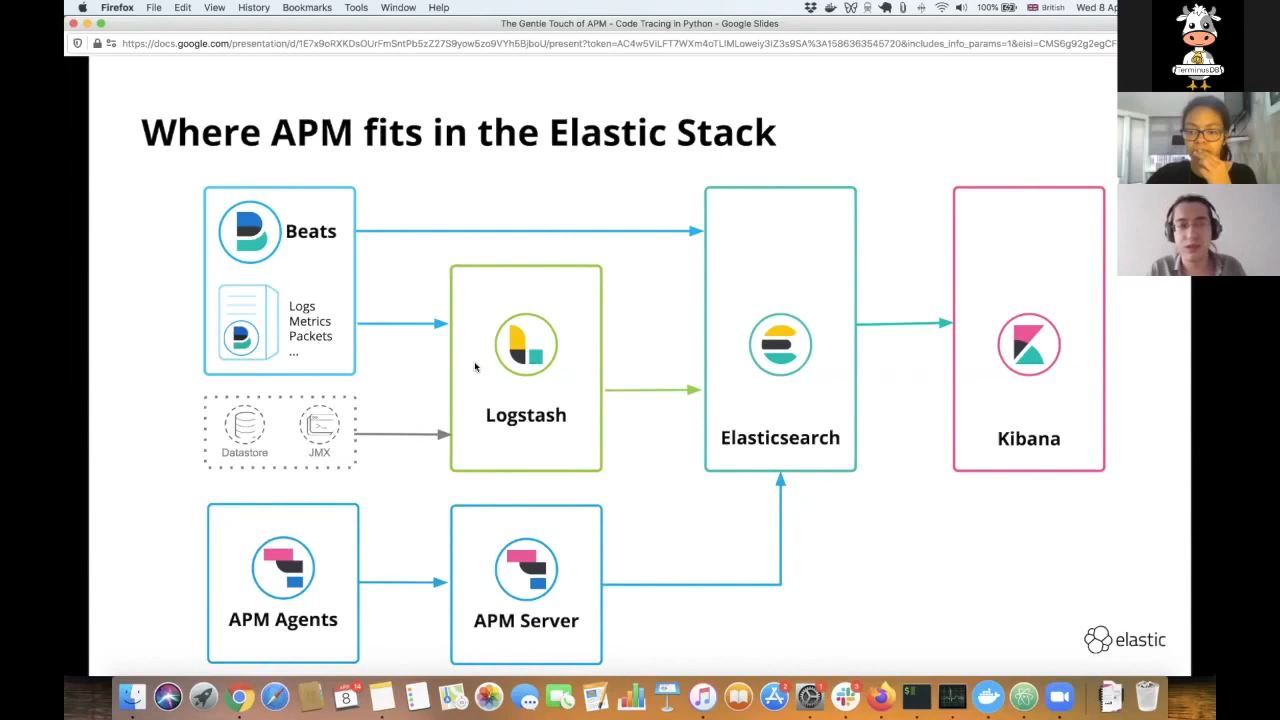 Firefox File Edit View History Bookmarks Tools Window Help 100% British Wed 8 Ap
The Gentle Touch of APM - Code Tracing in Python - Google Slides
Where APM fits in the Elastic Stack
Beats
Logs
Metrics
Packets
...
Datastore
JMX
Logstash
Elasticsearch
Kibana
APM Agents
APM Server
elastic
TerminusDB